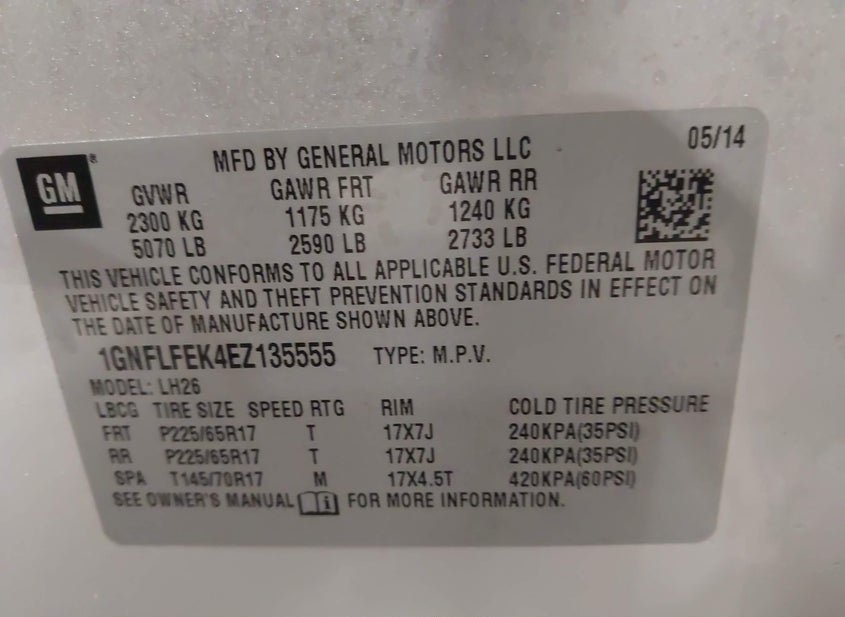 MFD BY GENERAL MOTORS LLC 05/14
GM®
GVWR GAWR FRT GAWR RR
2300 KG 1175 KG 1240 KG
5070 LB 2590 LB 2733 LB
THIS VEHICLE CONFORMS TO ALL APPLICABLE U.S. FEDERAL MOTOR
VEHICLE SAFETY AND THEFT PREVENTION STANDARDS IN EFFECT ON
THE DATE OF MANUFACTURE SHOWN ABOVE.
1GNFLFEK4EZ135555 TYPE: M.P.V.
MODEL: LH26
LBCG TIRE SIZE SPEED RTG RIM COLD TIRE PRESSURE
FRT P225/65R17 T 17X7J 240KPA(35PSI)
RR P225/65R17 T 17X7J 240KPA(35PSI)
SPA T145/70R17 M 17X4.5T 420KPA(60PSI)
SEE OWNER'S MANUAL i FOR MORE INFORMATION.